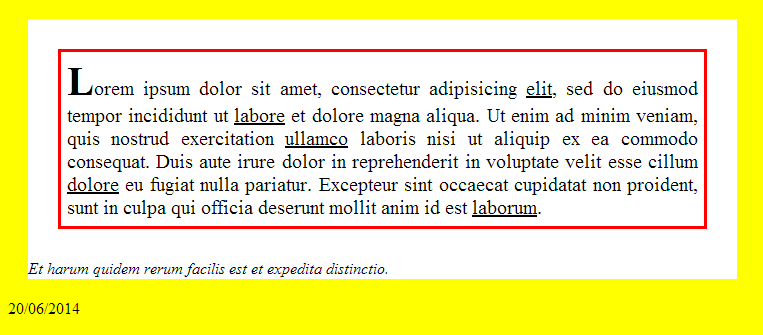 Lorem ipsum dolor sit amet, consectetur adipisicing elit, sed do eiusmod
tempor incididunt ut labore et dolore magna aliqua. Ut enim ad minim veniam,
quis nostrud exercitation ullamco laboris nisi ut aliquip ex ea commodo
consequat. Duis aute irure dolor in reprehenderit in voluptate velit esse cillum
dolore eu fugiat nulla pariatur. Excepteur sint occaecat cupidatat non proident,
sunt in culpa qui officia deserunt mollit anim id est laborum.
Et harum quidem rerum facilis est et expedita distinctio.
20/06/2014